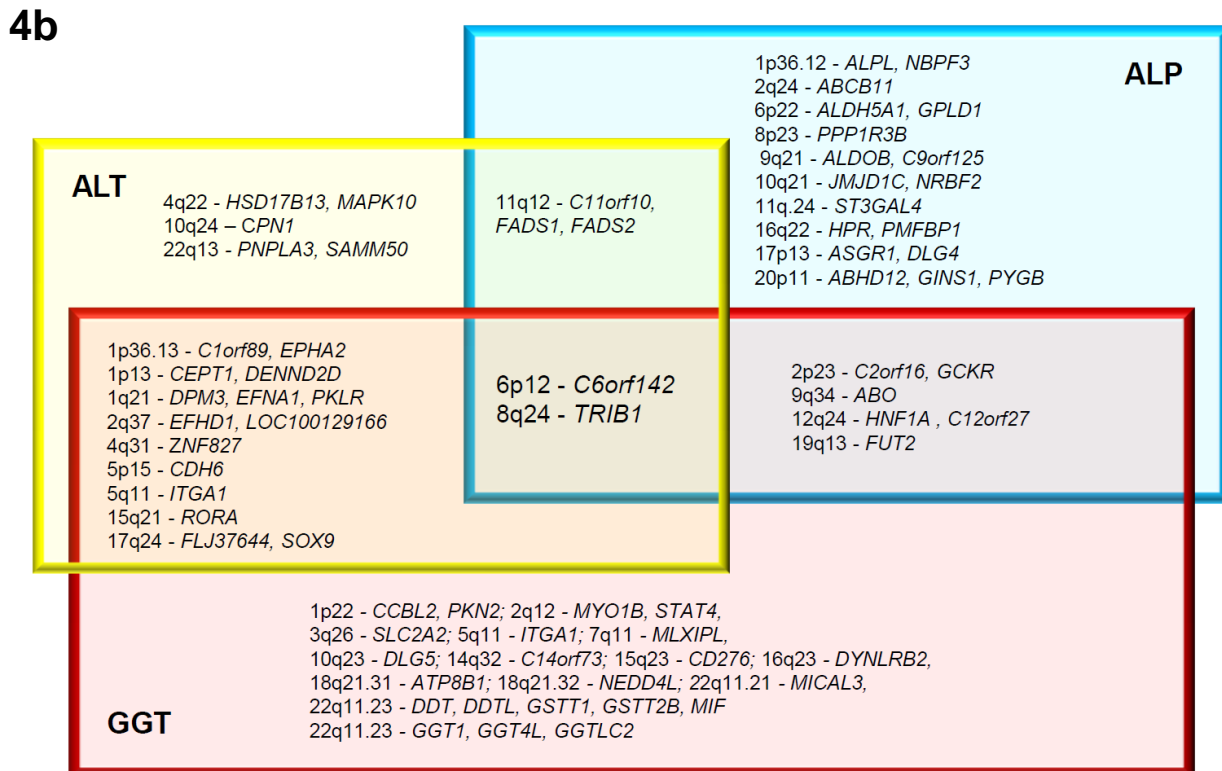 4b
1p36.12 - ALPL, NBPF3
2q24 - ABCB11
6p22 - ALDH5A1, GPLD1
8p23 - PPP1R3B
9q21 - ALDOB, C9orf125
10q21 - JMJD1C, NRBF2
11q.24 - ST3GAL4
16q22 - HPR, PMFBP1
17p13 - ASGR1, DLG4
20p11 - ABHD12, GINS1, PYGB
ALP
ALT
4q22 - HSD17B13, MAPK10
10q24 – CPN1
22q13 - PNPLA3, SAMM50
11q12 - C11orf10,
FADS1, FADS2
1p36.13 - C1orf89, EPHA2
1p13 - CEPT1, DENND2D
1q21 - DPM3, EFNA1, PKLR
2q37 - EFHD1, LOC100129166
4q31 - ZNF827
5p15 - CDH6
5q11 - ITGA1
15q21 - RORA
17q24 - FLJ37644, SOX9
6p12 - C6orf142
8q24 - TRIB1
2p23 - C2orf16, GCKR
9q34 - ABO
12q24 - HNF1A , C12orf27
19q13 - FUT2
1p22 - CCBL2, PKN2; 2q12 - MYO1B, STAT4,
3q26 - SLC2A2; 5q11 - ITGA1; 7q11 - MLXIPL,
10q23 - DLG5; 14q32 - C14orf73; 15q23 - CD276; 16q23 - DYNLRB2,
18q21.31 - ATP8B1; 18q21.32 - NEDD4L; 22q11.21 - MICAL3,
22q11.23 - DDT, DDTL, GSTT1, GSTT2B, MIF
22q11.23 - GGT1, GGT4L, GGTLC2
GGT